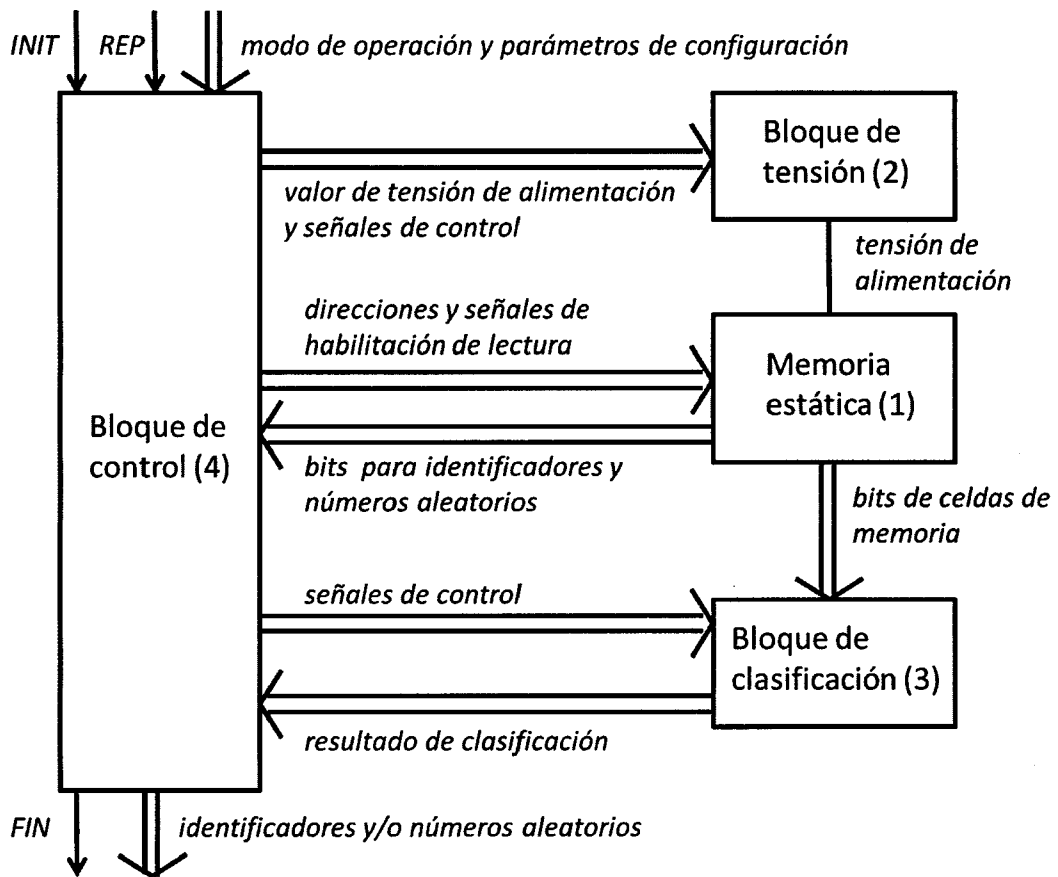 INIT REP modo de operación y parámetros de configuración
Bloque de
tensión (2)
valor de tensión de alimentación
y señales de control
tensión de
alimentación
direcciones y señales de
habilitación de lectura
Memoria
estática (1)
Bloque de
control (4)
bits para identificadores y
números aleatorios
bits de celdas de
memoria
señales de control
Bloque de
clasificación (3)
resultado de clasificación
FIN identificadores y/o números aleatorios